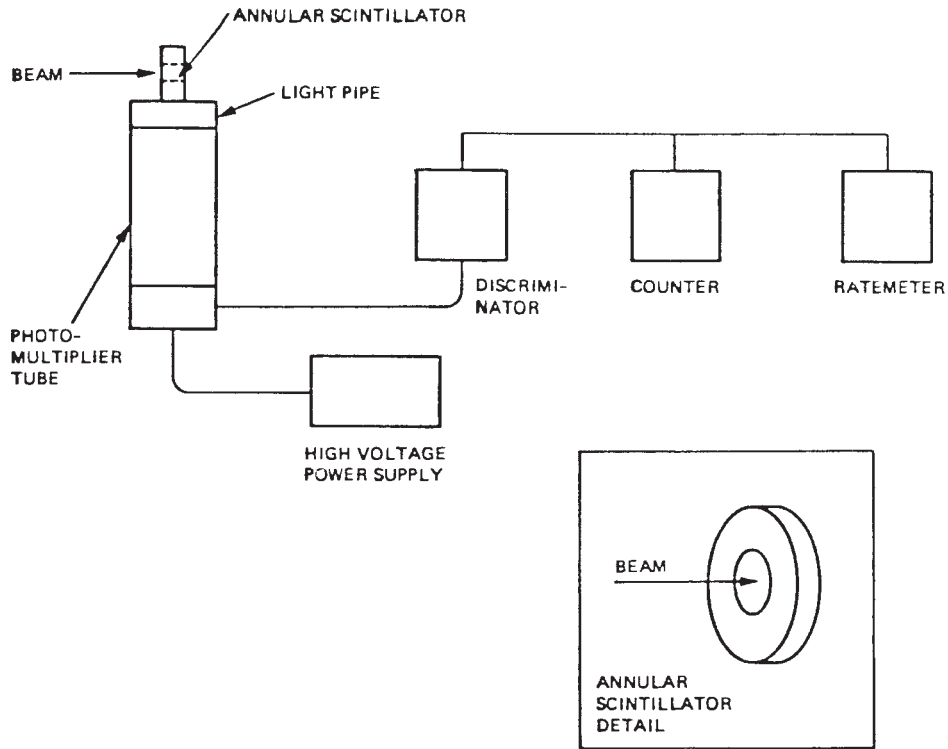 ANNULAR SCINTILLATOR
BEAM
LIGHT PIPE
DISCRIMI-
NATOR
COUNTER
RATEMETER
PHOTO-
MULTIPLIER
TUBE
HIGH VOLTAGE
POWER SUPPLY
BEAM
ANNULAR
SCINTILLATOR
DETAIL